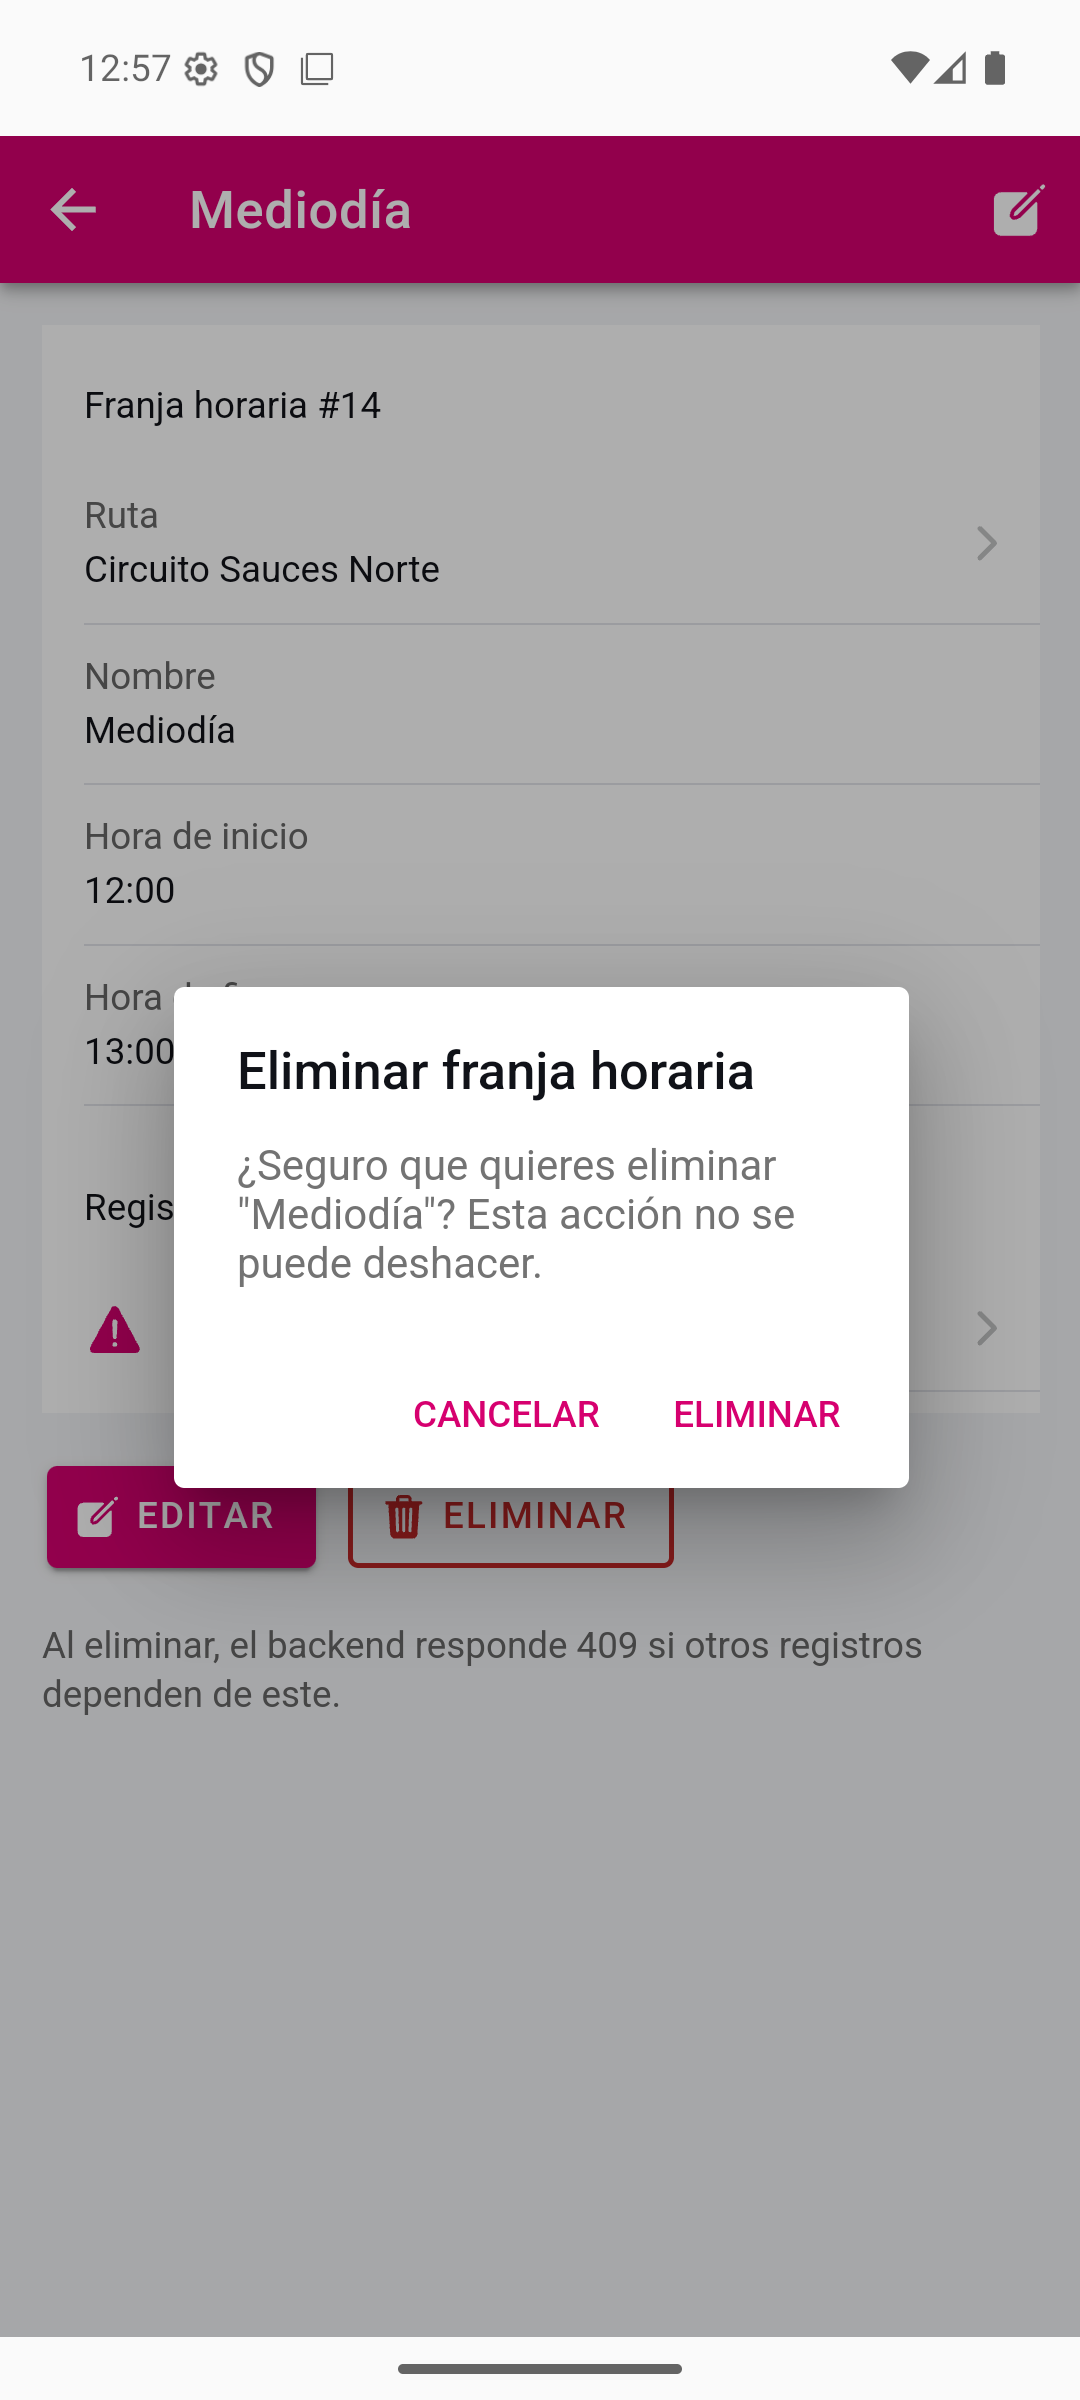 12:57
Mediodía
Franja horaria #14
Ruta
Circuito Sauces Norte
Nombre
Mediodía
Hora de inicio
12:00
Hora
13:00
Eliminar franja horaria
¿Seguro que quieres eliminar
"Mediodía"? Esta acción no se
puede deshacer.
CANCELAR ELIMINAR
EDITAR ELIMINAR
Al eliminar, el backend responde 409 si otros registros
dependen de este.